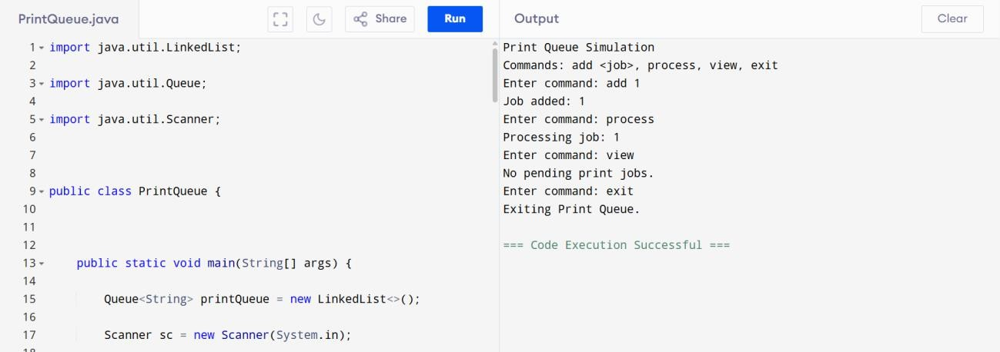 PrintQueue.java
Share
Run
Output
Clear
1 import java.util.LinkedList;
2
3 import java.util.Queue;
4
5 import java.util.Scanner;
6
7
8
9 public class PrintQueue {
10
11
12
13 public static void main(String[] args) {
14
15 Queue<String> printQueue = new LinkedList<>();
16
17 Scanner sc = new Scanner(System.in);
18
Print Queue Simulation
Commands: add <job>, process, view, exit
Enter command: add 1
Job added: 1
Enter command: process
Processing job: 1
Enter command: view
No pending print jobs.
Enter command: exit
Exiting Print Queue.
=== Code Execution Successful ===